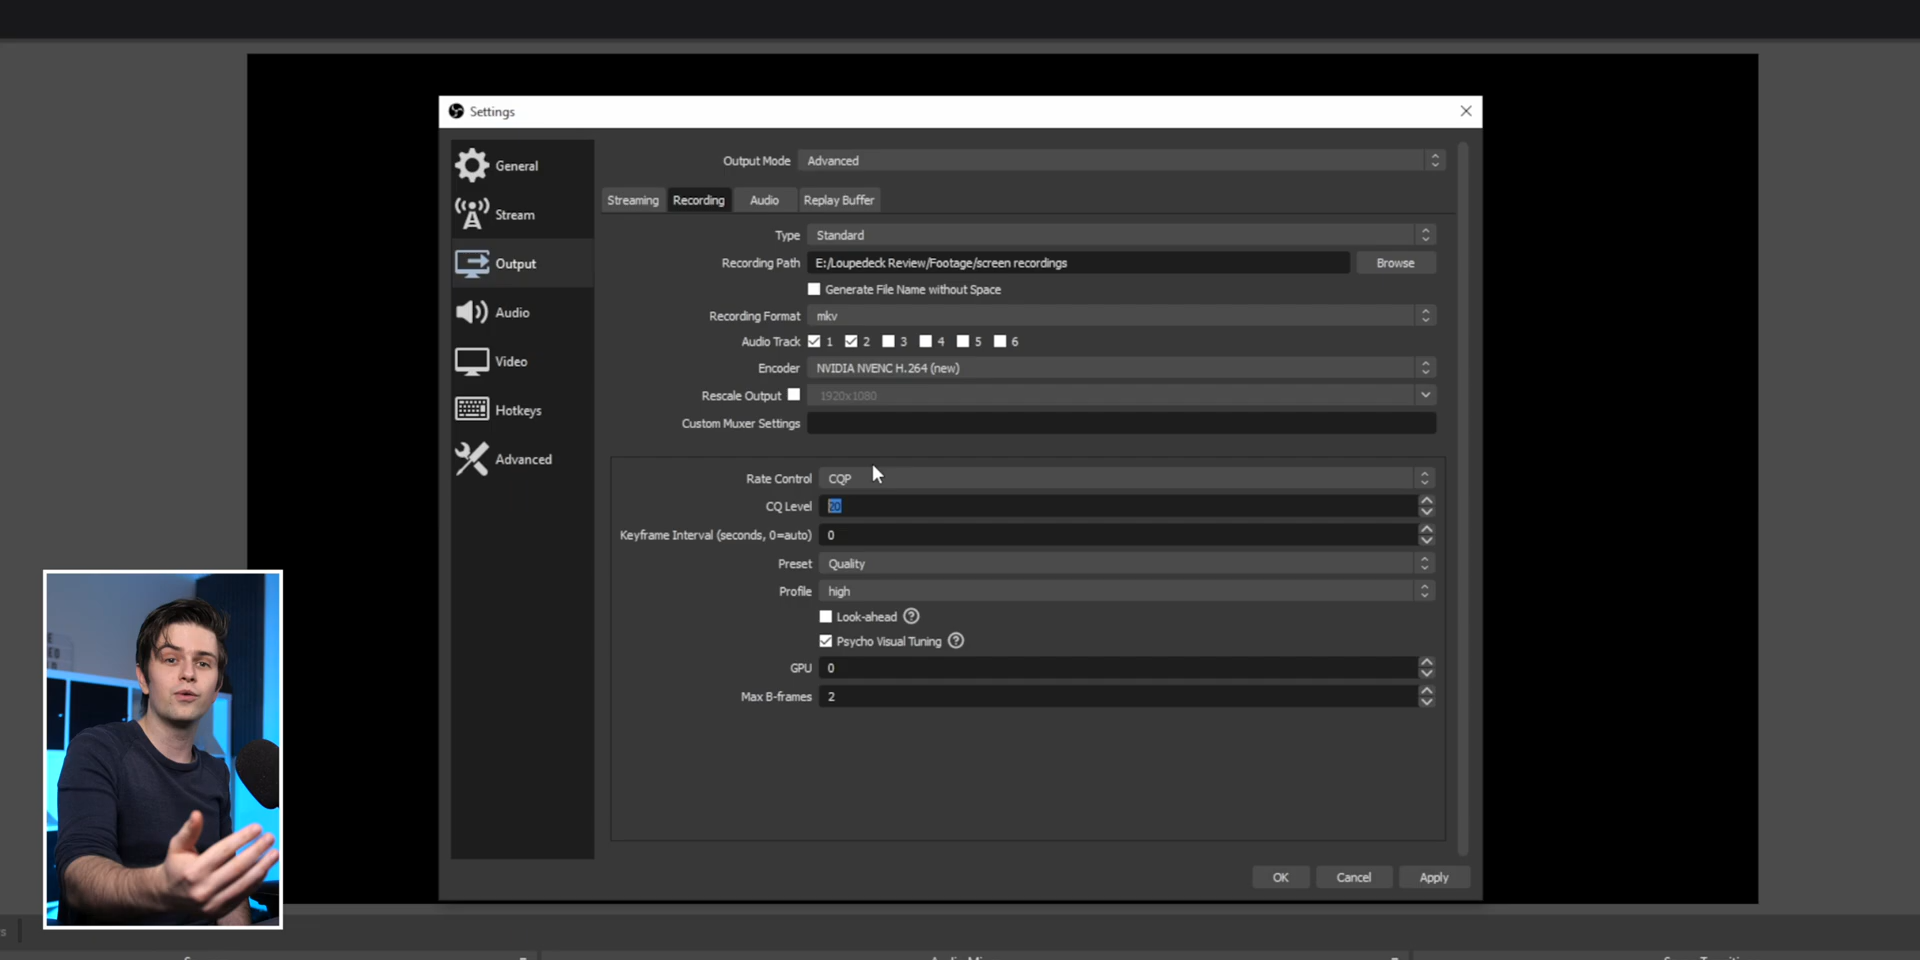 Settings
General
Stream
Output
Audio
Video
Hotkeys
Advanced
Output Mode Advanced
Streaming Recording Audio Replay Buffer
Type Standard
Recording Path E:/Loupedeck Review/Footage/screen recordings Browse
Generate File Name without Space
Recording Format mkv
Audio Track 1 2 3 4 5 6
Encoder NVIDIA NVENC H.264 (new)
Rescale Output 1920x1080
Custom Muxer Settings
Rate Control CQP
CQ Level 20
Keyframe Interval (seconds, 0=auto) 0
Preset Quality
Profile high
Look-ahead ?
Psycho Visual Tuning ?
GPU 0
Max B-frames 2
OK Cancel Apply